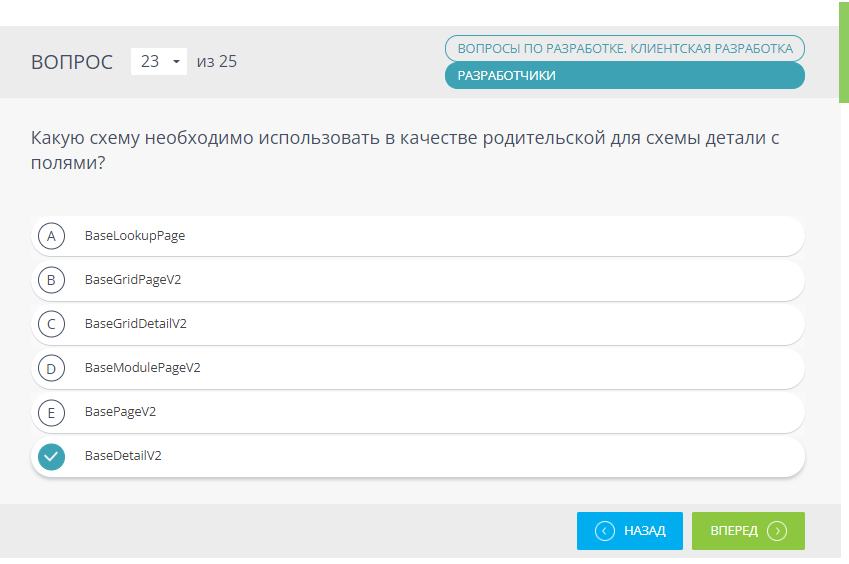 ВОПРОС 23 из 25
ВОПРОСЫ ПО РАЗРАБОТКЕ. КЛИЕНТСКАЯ РАЗРАБОТКА
РАЗРАБОТЧИКИ
Какую схему необходимо использовать в качестве родительской для схемы детали с
полями?
A BaseLookupPage
B BaseGridPageV2
C BaseGridDetailV2
D BaseModulePageV2
E BasePageV2
BaseDetailV2
НАЗАД
ВПЕРЕД